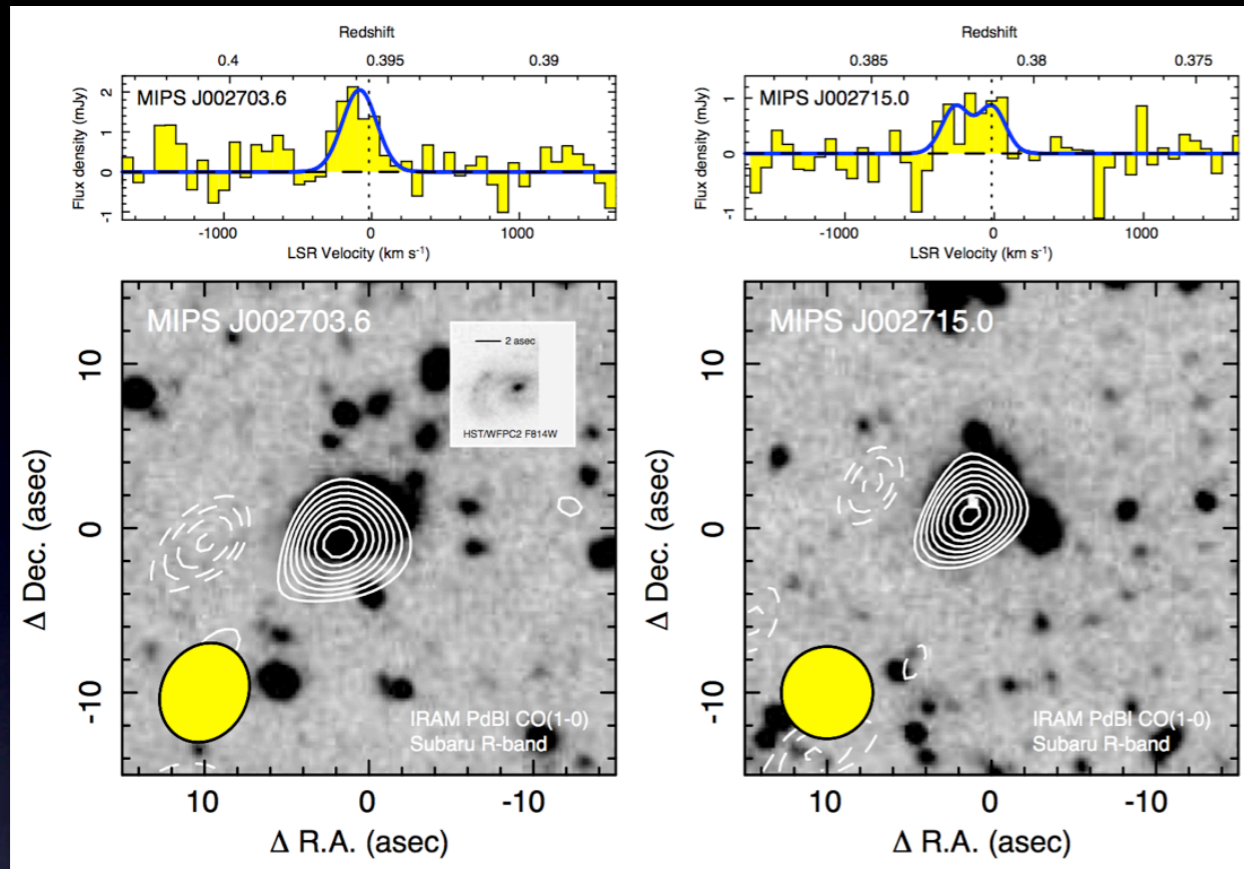 Redshift
0.4 0.395 0.39
MIPS J002703.6
Flux density (mJy)
2
1
0
-1
-1000 0 1000
LSR Velocity (km s⁻¹)
MIPS J002703.6
2 asec
HST/WFPC2 F814W
Δ Dec. (asec)
10
0
-10
IRAM PdBI CO(1-0)
Subaru R-band
10 0 -10
Δ R.A. (asec)
Redshift
0.385 0.38 0.375
MIPS J002715.0
Flux density (mJy)
1
0
-1
-1000 0 1000
LSR Velocity (km s⁻¹)
MIPS J002715.0
Δ Dec. (asec)
10
0
-10
IRAM PdBI CO(1-0)
Subaru R-band
10 0 -10
Δ R.A. (asec)